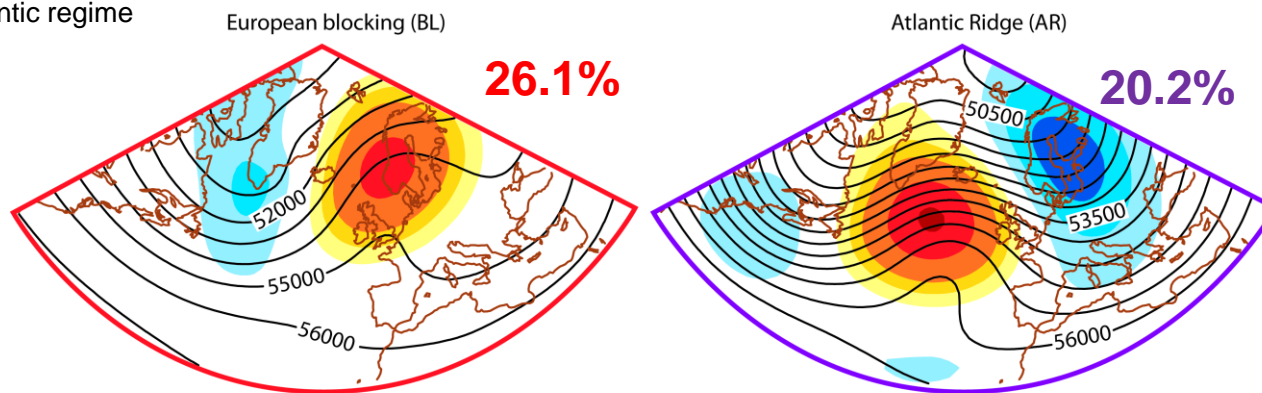 ntic regime
European blocking (BL)
26.1%
52000
55000
56000
Atlantic Ridge (AR)
20.2%
50500
53500
56000